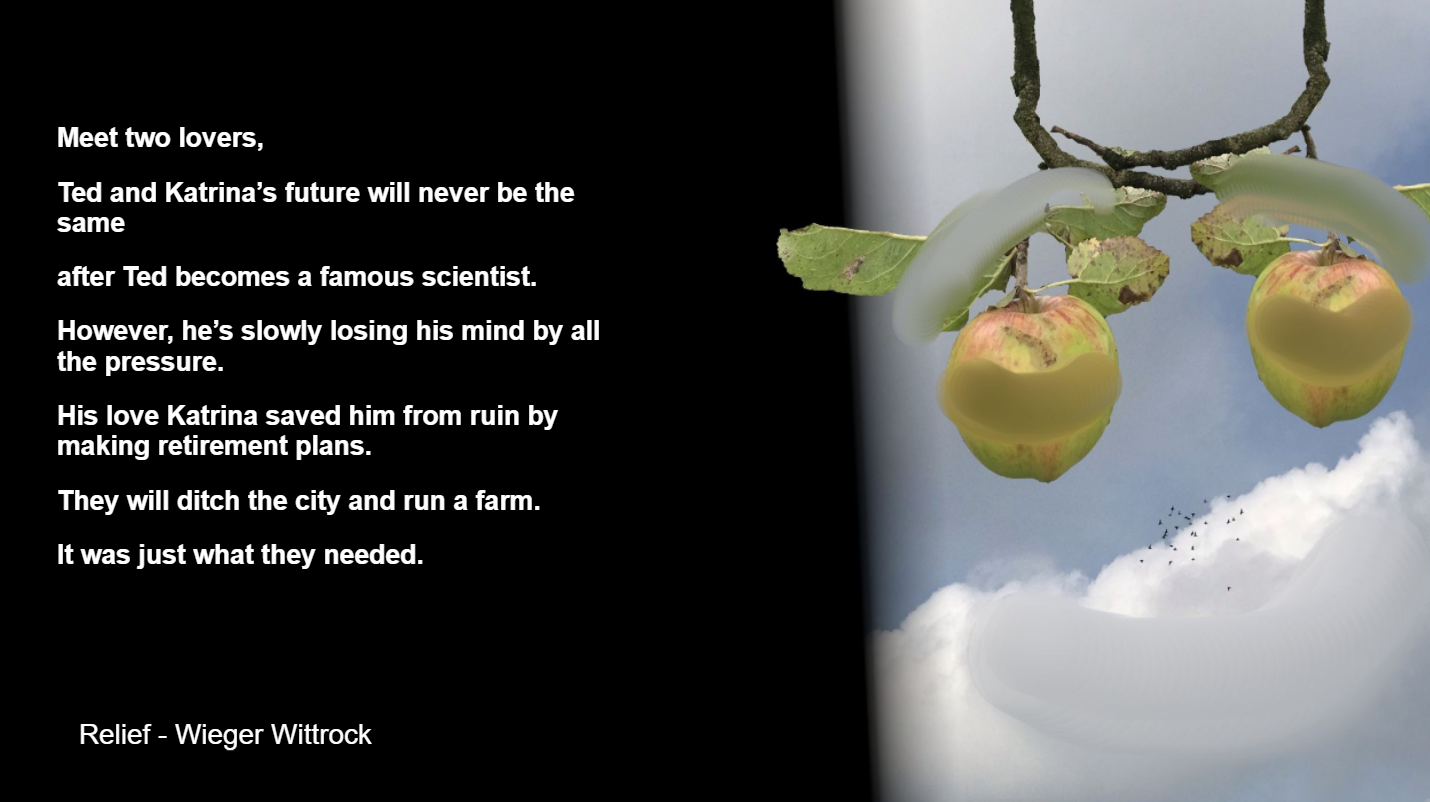 Meet two lovers,
Ted and Katrina’s future will never be the
same
after Ted becomes a famous scientist.
However, he’s slowly losing his mind by all
the pressure.
His love Katrina saved him from ruin by
making retirement plans.
They will ditch the city and run a farm.
It was just what they needed.
Relief - Wieger Wittrock